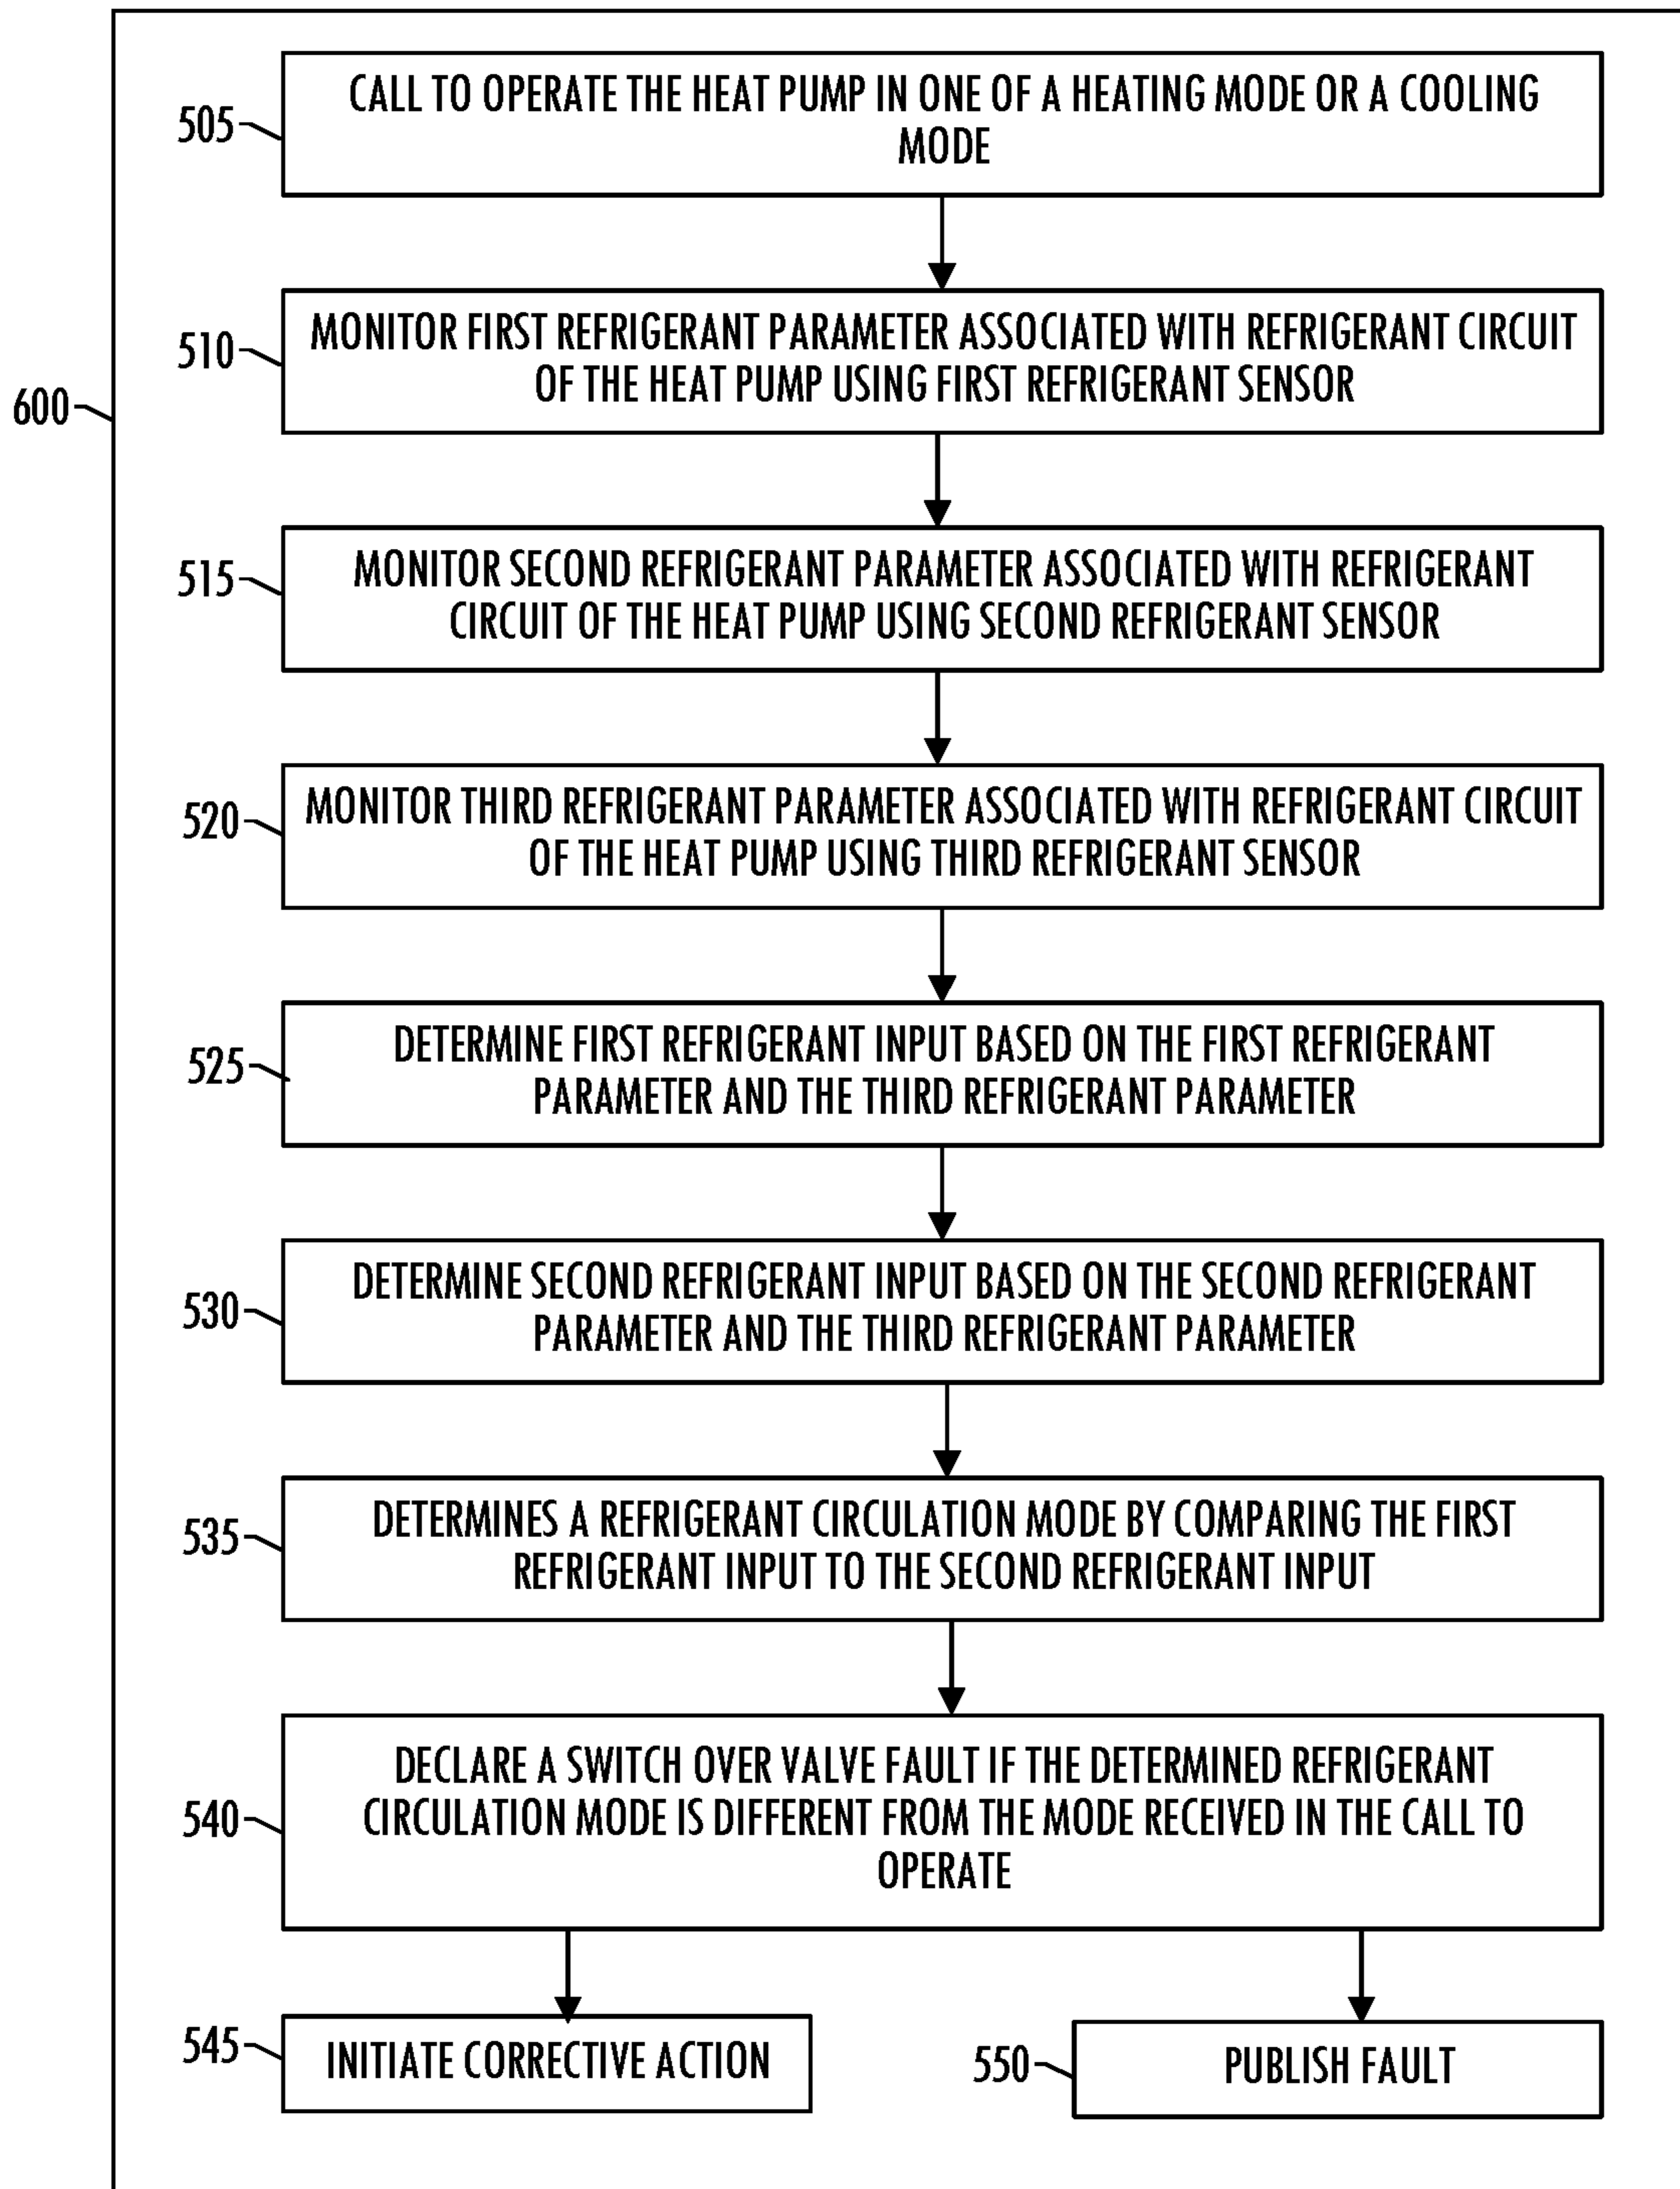 505
CALL TO OPERATE THE HEAT PUMP IN ONE OF A HEATING MODE OR A COOLING
MODE
510
MONITOR FIRST REFRIGERANT PARAMETER ASSOCIATED WITH REFRIGERANT CIRCUIT
OF THE HEAT PUMP USING FIRST REFRIGERANT SENSOR
600
515
MONITOR SECOND REFRIGERANT PARAMETER ASSOCIATED WITH REFRIGERANT
CIRCUIT OF THE HEAT PUMP USING SECOND REFRIGERANT SENSOR
520
MONITOR THIRD REFRIGERANT PARAMETER ASSOCIATED WITH REFRIGERANT CIRCUIT
OF THE HEAT PUMP USING THIRD REFRIGERANT SENSOR
525
DETERMINE FIRST REFRIGERANT INPUT BASED ON THE FIRST REFRIGERANT
PARAMETER AND THE THIRD REFRIGERANT PARAMETER
530
DETERMINE SECOND REFRIGERANT INPUT BASED ON THE SECOND REFRIGERANT
PARAMETER AND THE THIRD REFRIGERANT PARAMETER
535
DETERMINES A REFRIGERANT CIRCULATION MODE BY COMPARING THE FIRST
REFRIGERANT INPUT TO THE SECOND REFRIGERANT INPUT
540
DECLARE A SWITCH OVER VALVE FAULT IF THE DETERMINED REFRIGERANT
CIRCULATION MODE IS DIFFERENT FROM THE MODE RECEIVED IN THE CALL TO
OPERATE
545
INITIATE CORRECTIVE ACTION
550
PUBLISH FAULT